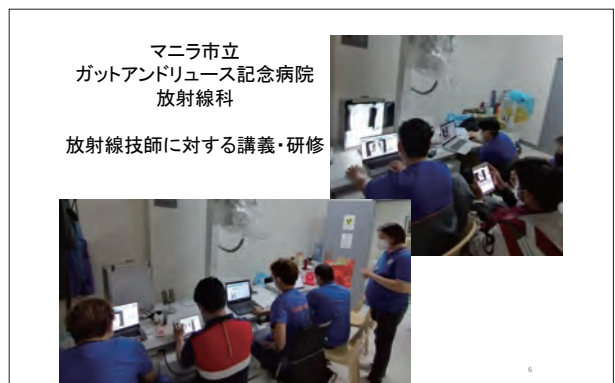 マニラ市立
ガットアンドリュース記念病院
放射線科
放射線技師に対する講義・研修
6